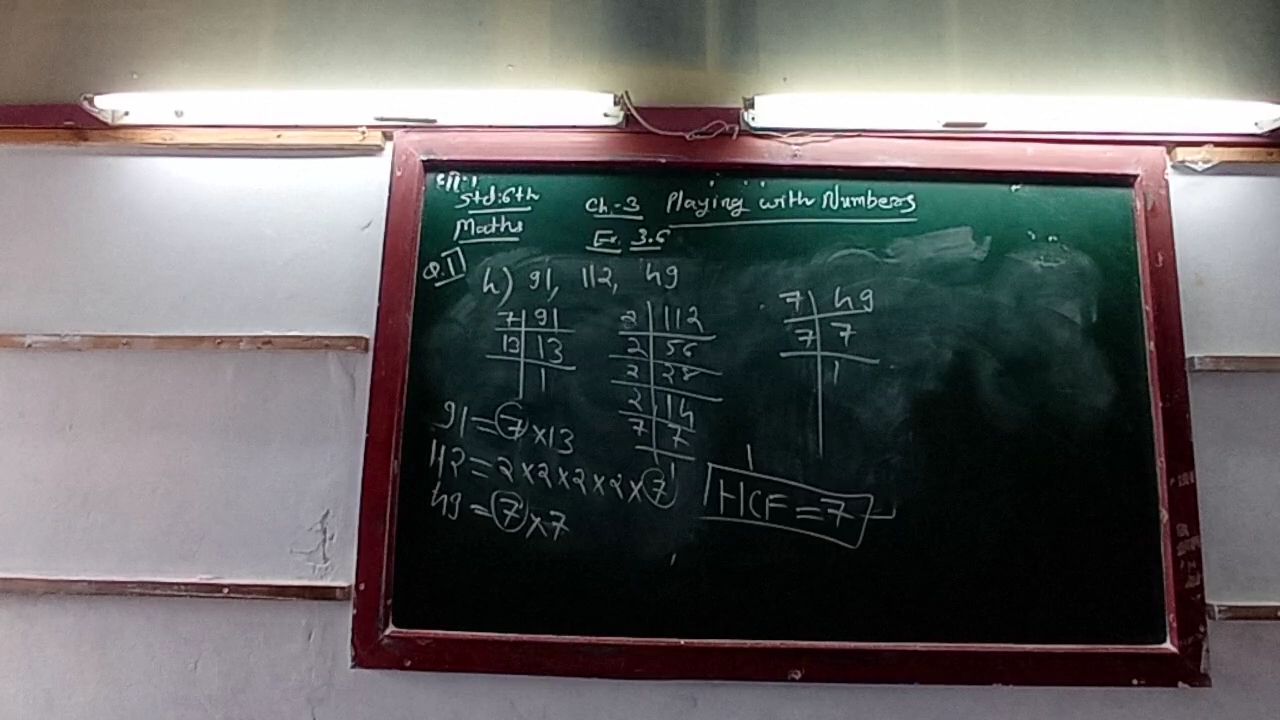 Std:6th Ch.-3 Playing with Numbers
Maths Ex. 3.6
Q.1 h) 91, 112, 49
7 | 91
13 | 13
1
2 | 112
2 | 56
2 | 28
2 | 14
7 | 7
1
7 | 49
7 | 7
1
91 = 7 × 13
112 = 2 × 2 × 2 × 2 × 7
49 = 7 × 7
HCF = 7